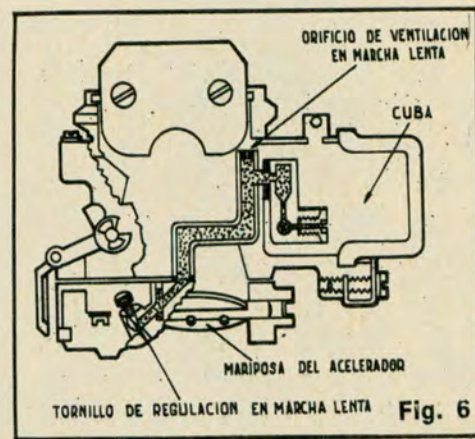 ORIFICIO DE VENTILACION
EN MARCHA LENTA
CUBA
MARIPOSA DEL ACELERADOR
TORNILLO DE REGULACION EN MARCHA LENTA
Fig. 6